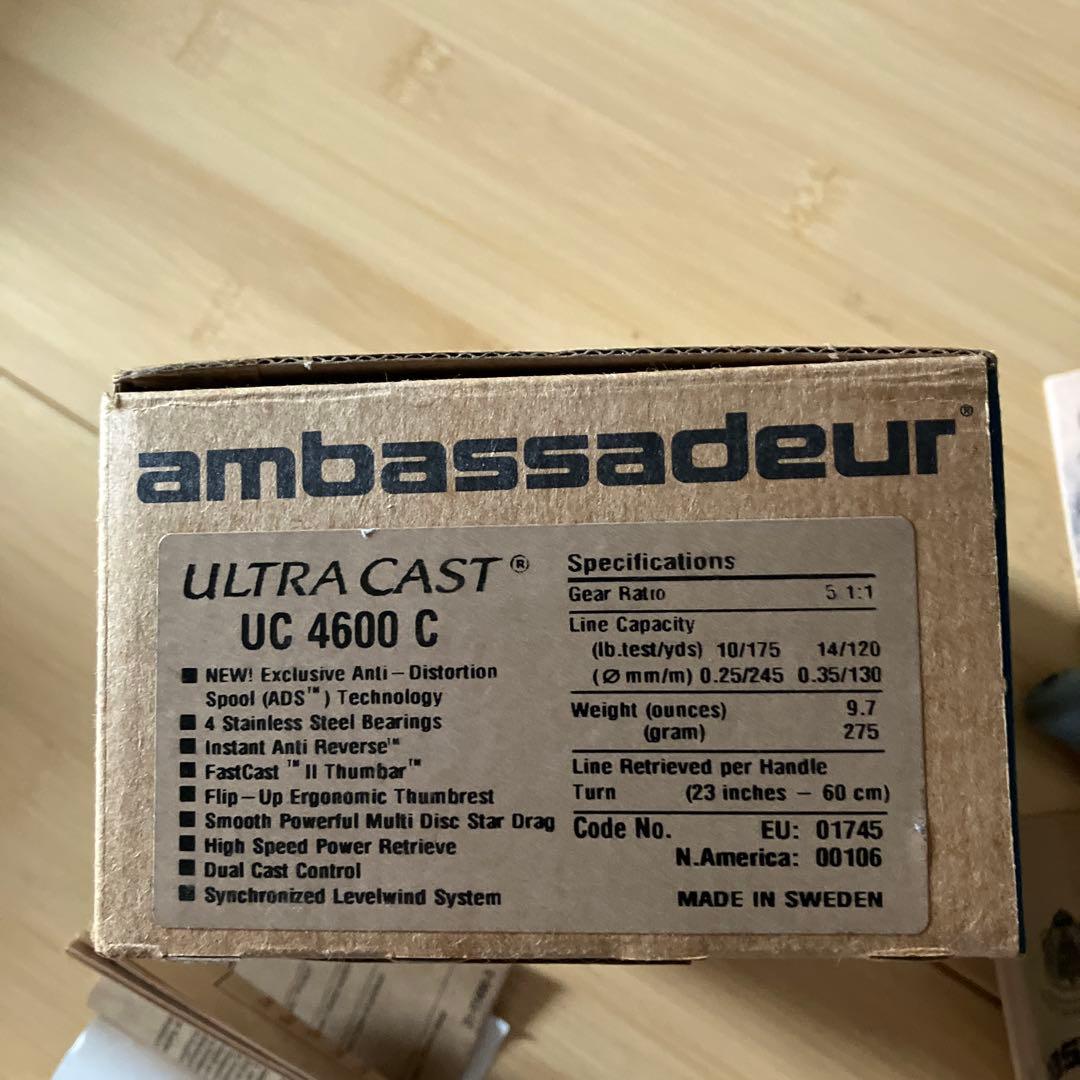 ambassadeur®
ULTRA CAST®
UC 4600 C
■ NEW! Exclusive Anti-Distortion
Spool (ADS™) Technology
■ 4 Stainless Steel Bearings
■ Instant Anti Reverse™
■ FastCast™ II Thumbar™
■ Flip-Up Ergonomic Thumbrest
■ Smooth Powerful Multi Disc Star Drag
■ High Speed Power Retrieve
■ Dual Cast Control
■ Synchronized Levelwind System
Specifications
Gear Ratio 5 1:1
Line Capacity
(lb.test/yds) 10/175 14/120
(Ø mm/m) 0.25/245 0.35/130
Weight (ounces) 9.7
(gram) 275
Line Retrieved per Handle
Turn (23 inches – 60 cm)
Code No. EU: 01745
N.America: 00106
MADE IN SWEDEN